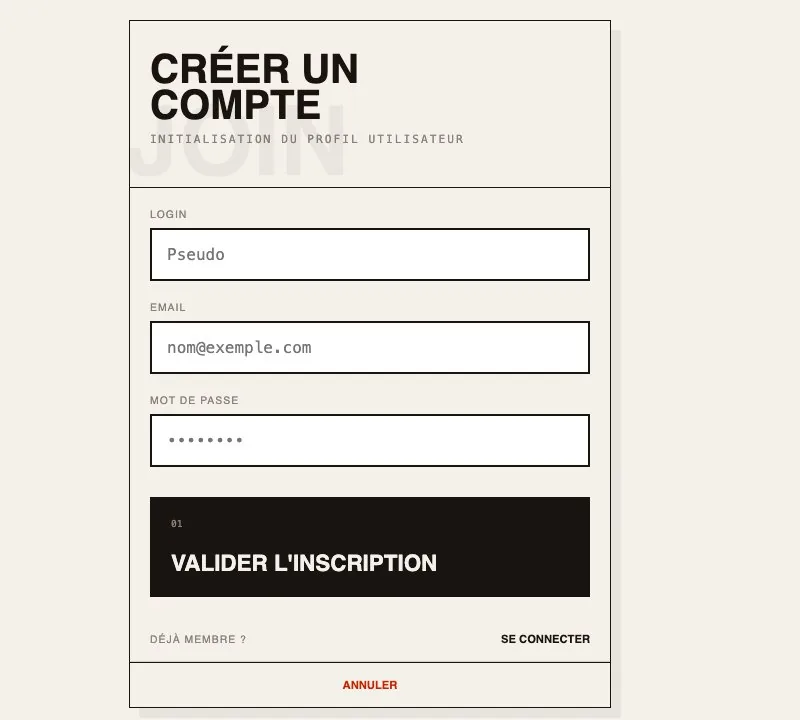 CRÉER UN
COMPTE
JOIN
INITIALISATION DU PROFIL UTILISATEUR
LOGIN
Pseudo
EMAIL
nom@exemple.com
MOT DE PASSE
••••••••
01
VALIDER L'INSCRIPTION
DÉJÀ MEMBRE ?
SE CONNECTER
ANNULER